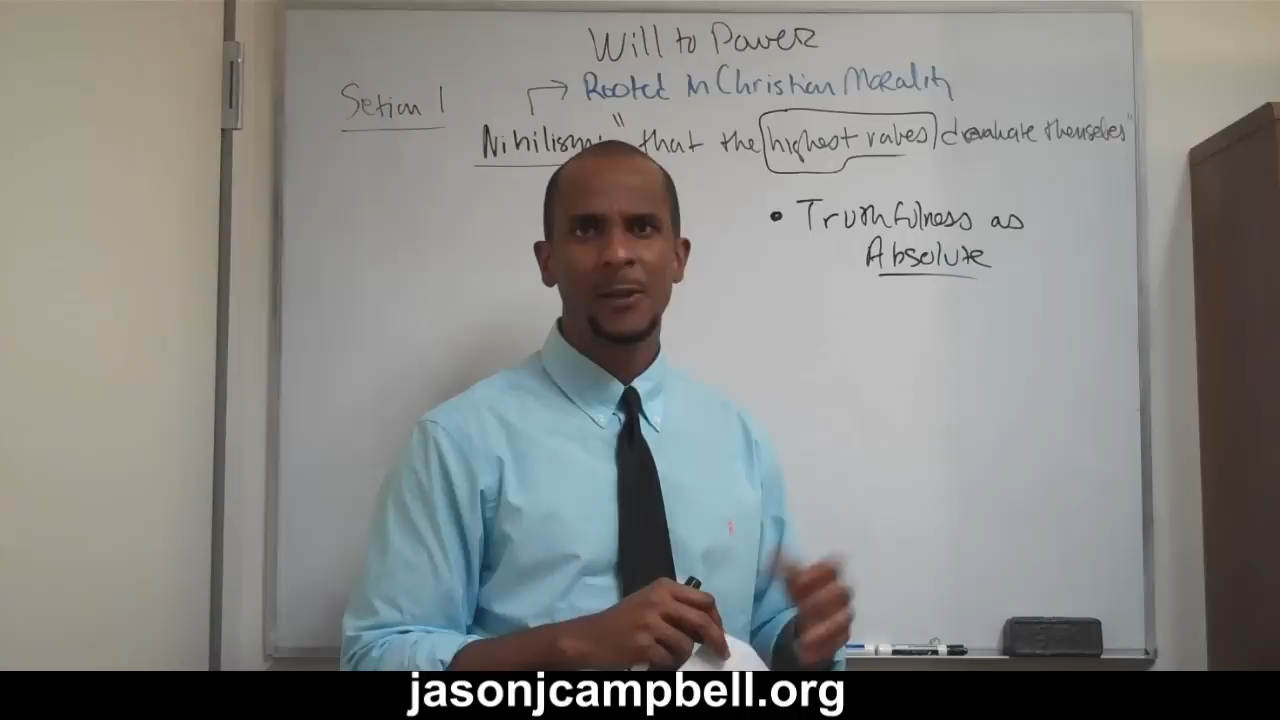 Will to Power
Section 1
Rooted in Christian Morality
Nihilism " that the highest values devaluate themselves"
• Truthfulness as
Absolute
jasonjcampbell.org